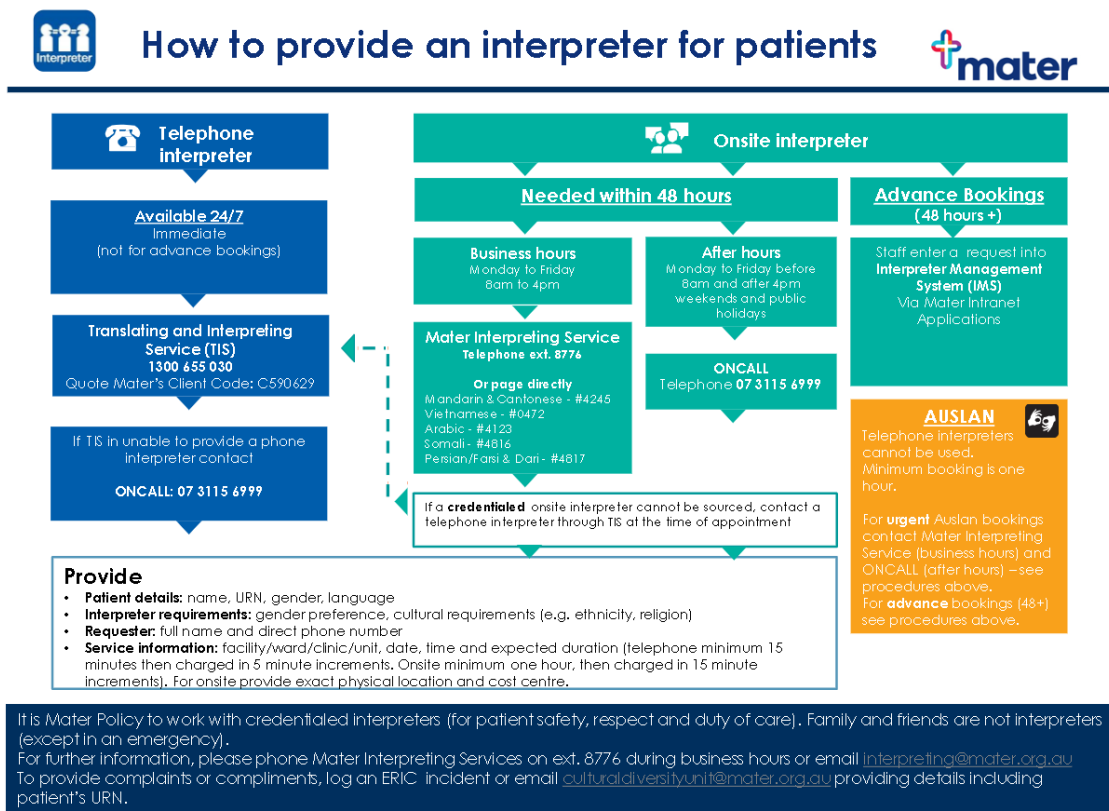 Interpreter
How to provide an interpreter for patients
mater
Telephone
interpreter
Available 24/7
Immediate
(not for advance bookings)
Translating and Interpreting
Service (TIS)
1300 655 030
Quote Mater's Client Code: C590629
If TIS in unable to provide a phone
interpreter contact
ONCALL: 07 3115 6999
Onsite interpreter
Needed within 48 hours
Business hours
Monday to Friday
8am to 4pm
Mater Interpreting Service
Telephone ext. 8776
Or page directly
Mandarin & Cantonese - #4245
Vietnamese - #0472
Arabic - #4123
Somali - #4816
Persian/Farsi & Dari - #4817
After hours
Monday to Friday before
8am and after 4pm
weekends and public
holidays
ONCALL
Telephone 07 3115 6999
If a credentialed onsite interpreter cannot be sourced, contact a
telephone interpreter through TIS at the time of appointment
Advance Bookings
(48 hours +)
Staff enter a request into
Interpreter Management
System (IMS)
Via Mater Intranet
Applications
AUSLAN
Telephone interpreters
cannot be used.
Minimum booking is one
hour.
For urgent Auslan bookings
contact Mater Interpreting
Service (business hours) and
ONCALL (after hours) – see
procedures above.
For advance bookings (48+)
see procedures above.
Provide
• Patient details: name, URN, gender, language
• Interpreter requirements: gender preference, cultural requirements (e.g. ethnicity, religion)
• Requester: full name and direct phone number
• Service information: facility/ward/clinic/unit, date, time and expected duration (telephone minimum 15
minutes then charged in 5 minute increments. Onsite minimum one hour, then charged in 15 minute
increments). For onsite provide exact physical location and cost centre.
It is Mater Policy to work with credentialed interpreters (for patient safety, respect and duty of care). Family and friends are not interpreters
(except in an emergency).
For further information, please phone Mater Interpreting Services on ext. 8776 during business hours or email interpreting@mater.org.au
To provide complaints or compliments, log an ERIC incident or email culturaldiversityunit@mater.org.au providing details including
patient's URN.